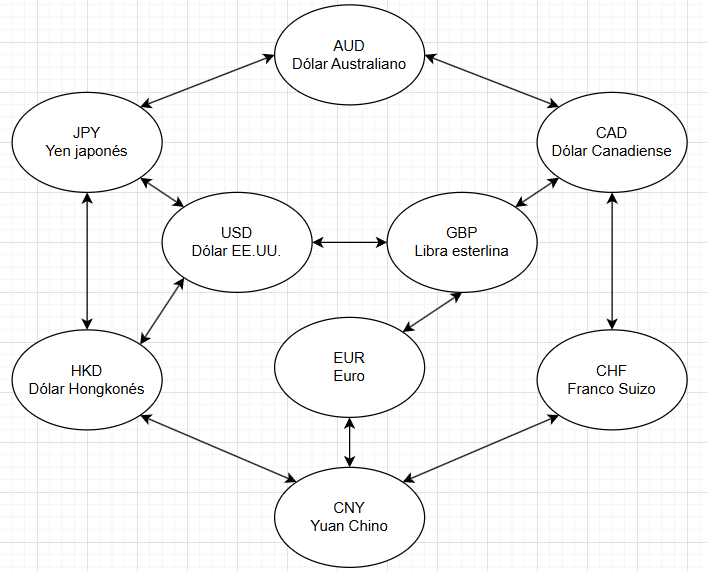 AUD
Dólar Australiano
JPY
Yen japonés
CAD
Dólar Canadiense
USD
Dólar EE.UU.
GBP
Libra esterlina
HKD
Dólar Hongkonés
EUR
Euro
CHF
Franco Suizo
CNY
Yuan Chino